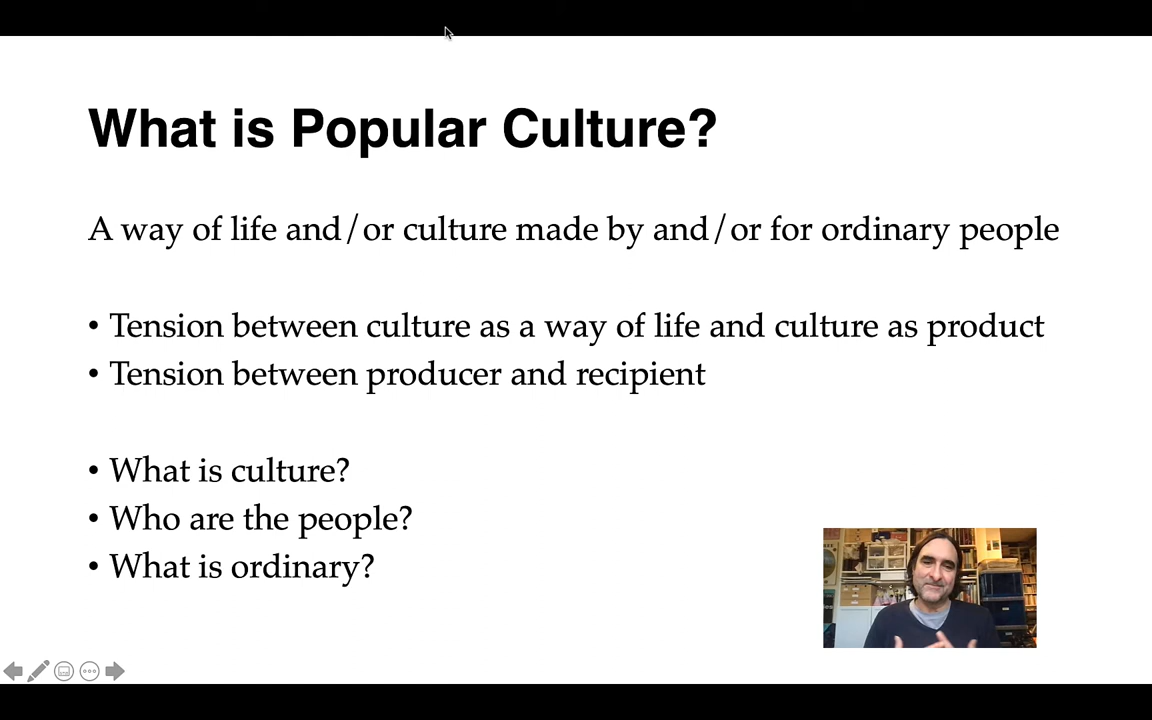 What is Popular Culture?
A way of life and/or culture made by and/or for ordinary people
• Tension between culture as a way of life and culture as product
• Tension between producer and recipient
• What is culture?
• Who are the people?
• What is ordinary?